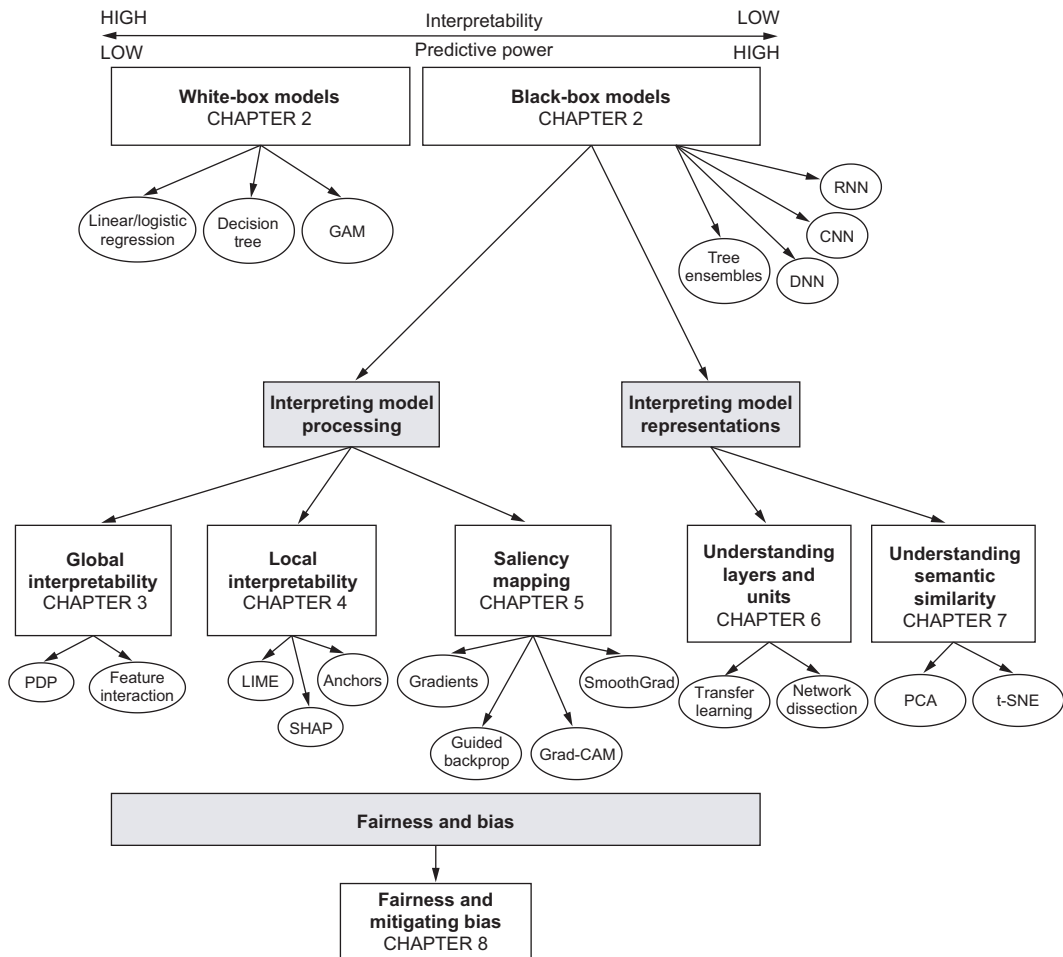 HIGH
Interpretability
LOW
LOW
Predictive power
HIGH
White-box models
CHAPTER 2
Black-box models
CHAPTER 2
Linear/logistic
regression
Decision
tree
GAM
Tree
ensembles
DNN
CNN
RNN
Interpreting model
processing
Interpreting model
representations
Global
interpretability
CHAPTER 3
Local
interpretability
CHAPTER 4
Saliency
mapping
CHAPTER 5
Understanding
layers and
units
CHAPTER 6
Understanding
semantic
similarity
CHAPTER 7
PDP
Feature
interaction
LIME
SHAP
Anchors
Gradients
Guided
backprop
Grad-CAM
SmoothGrad
Transfer
learning
Network
dissection
PCA
t-SNE
Fairness and bias
Fairness and
mitigating bias
CHAPTER 8